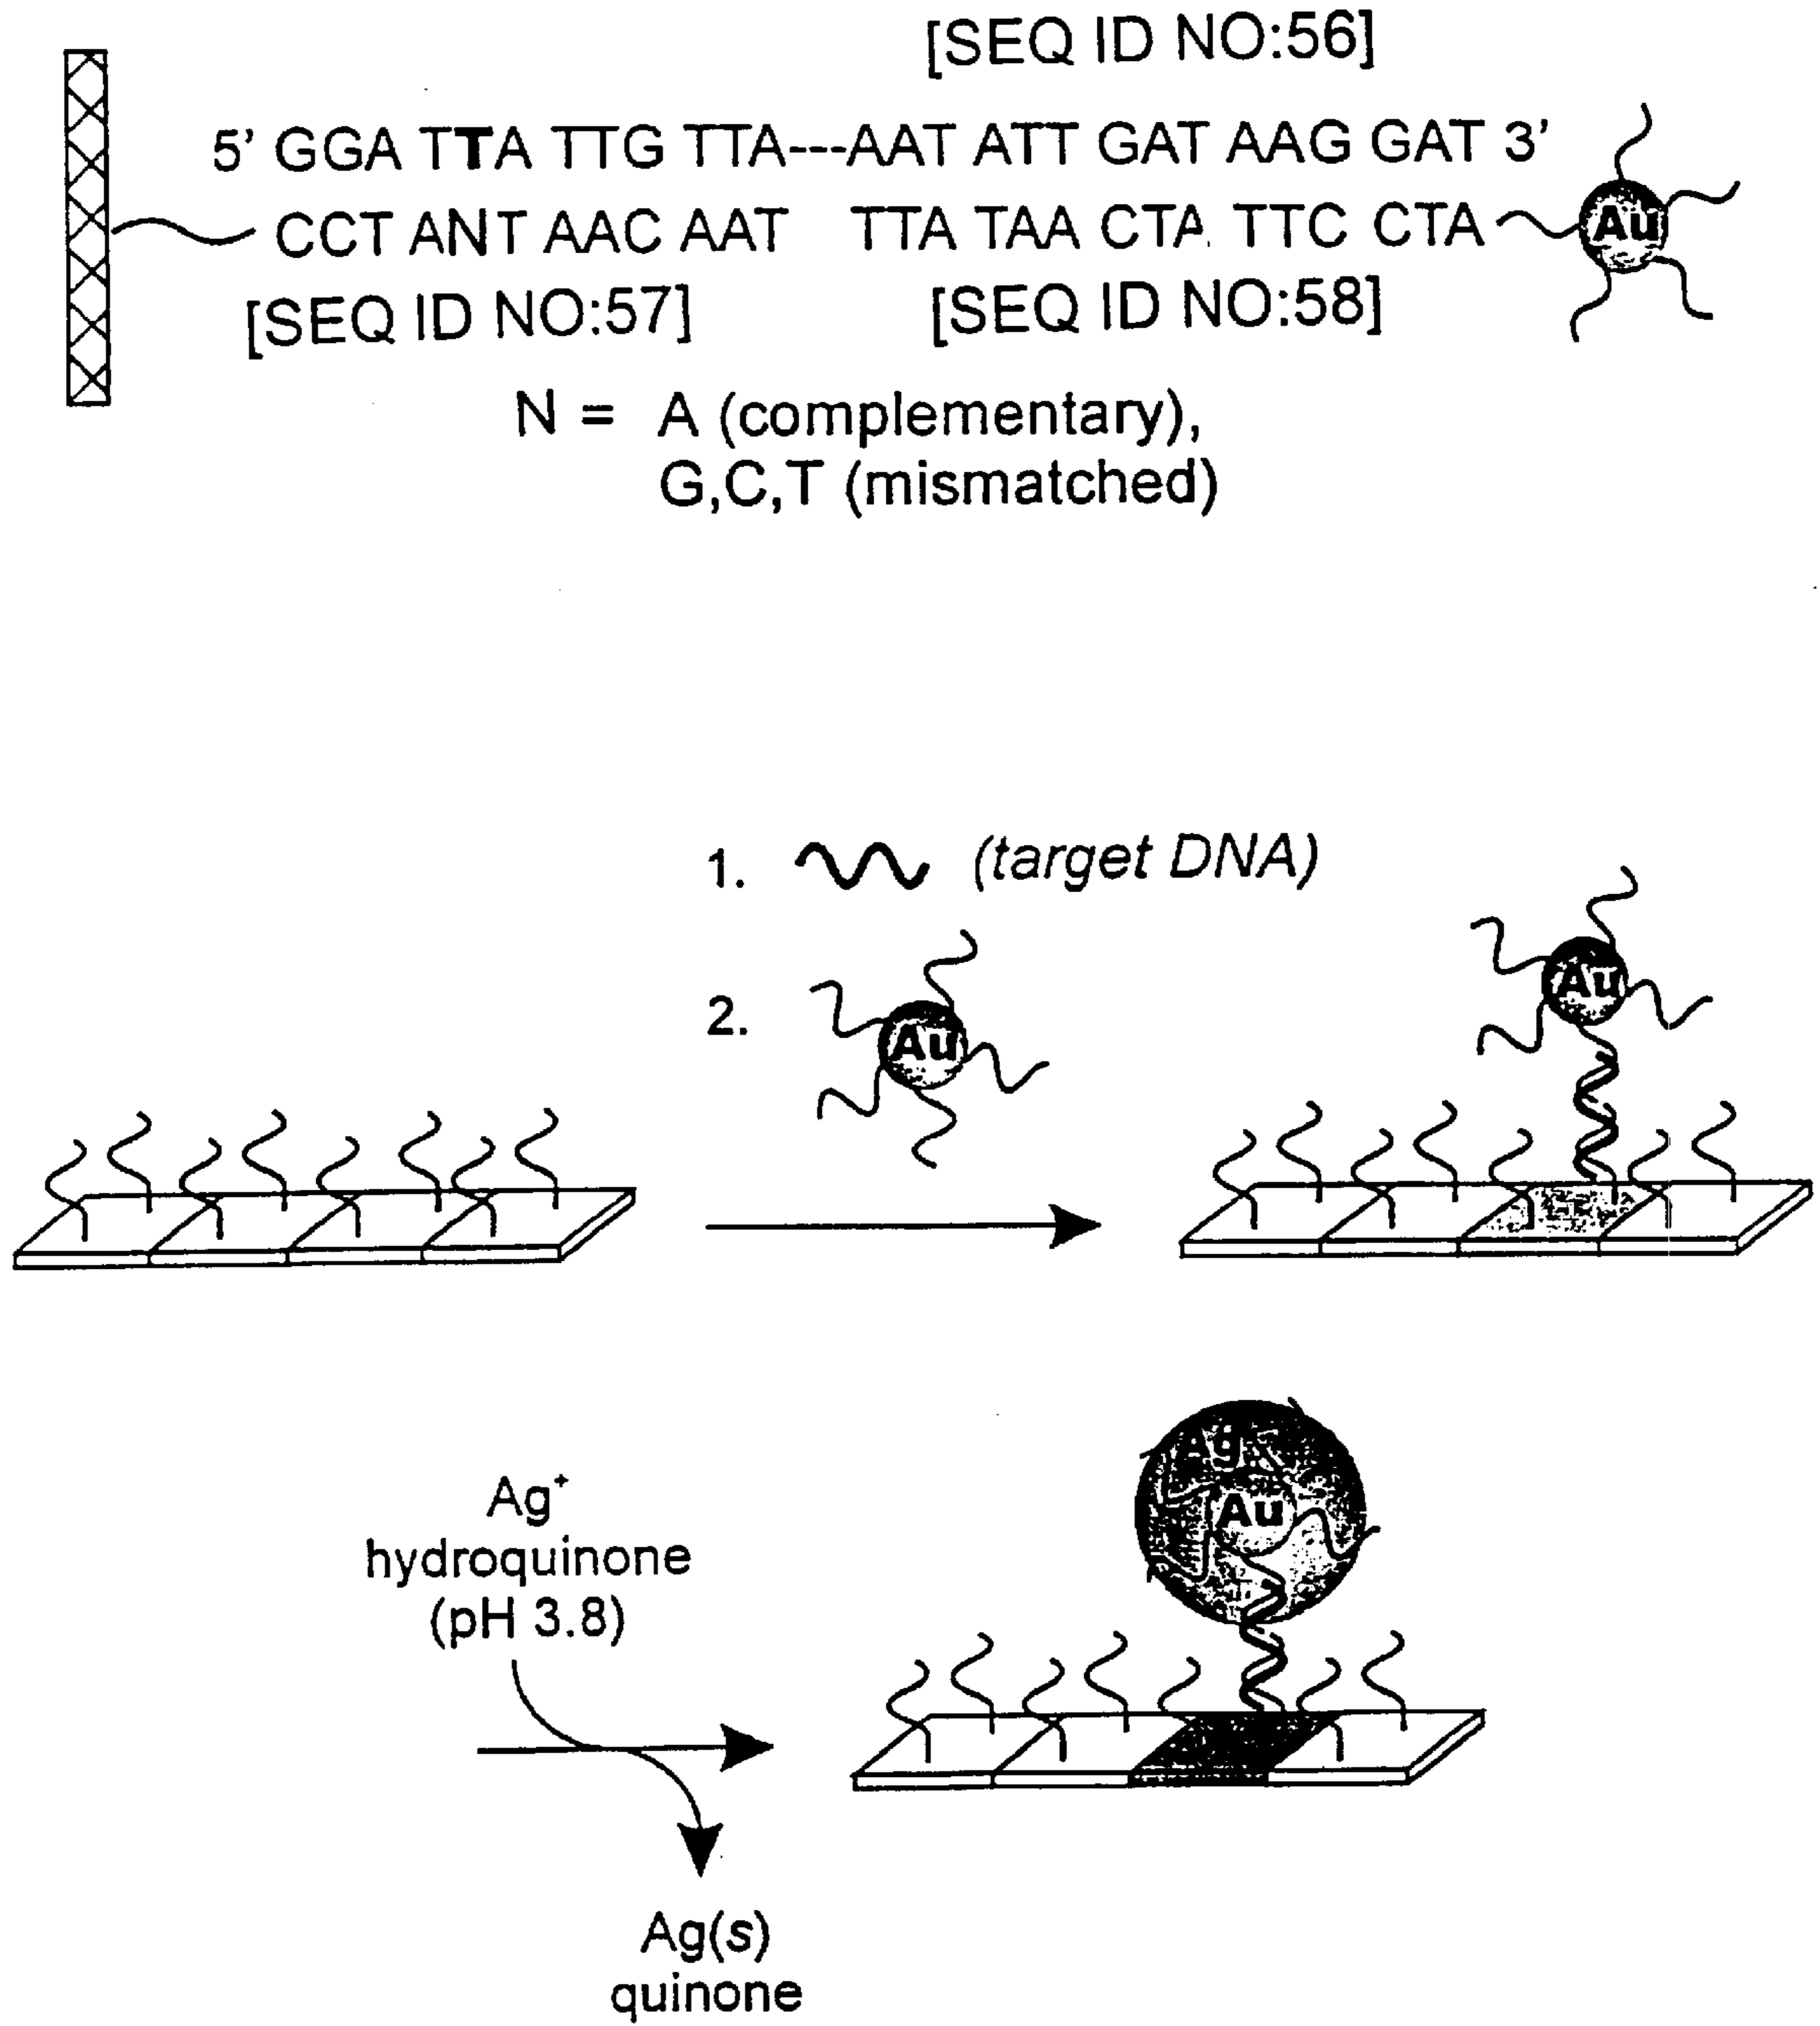 [SEQ ID NO:56]
5' GGA TTA TTG TTA---AAT ATT GAT AAG GAT 3'
CCT ANT AAC AAT TTA TAA CTA TTC CTA
Au
[SEQ ID NO:57] [SEQ ID NO:58]
N = A (complementary),
G,C,T (mismatched)
1. (target DNA)
2.
Au
Au
Ag
Au
Ag+
hydroquinone
(pH 3.8)
Ag(s)
quinone